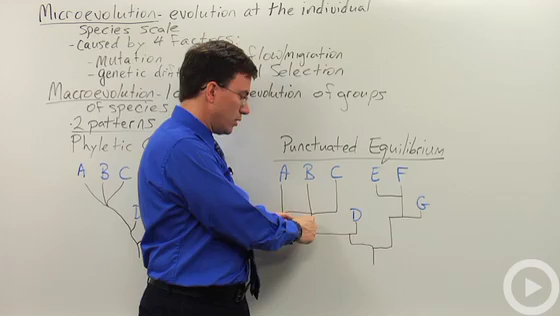 Microevolution- evolution at the individual
species scale
-caused by 4 factors:
-Mutation flow/migration
-genetic Selection
Macroevolution- evolution of groups
of species
·2 patterns
Phyletic
Punctuated Equilibrium
A B C
A B C E F
D
D G